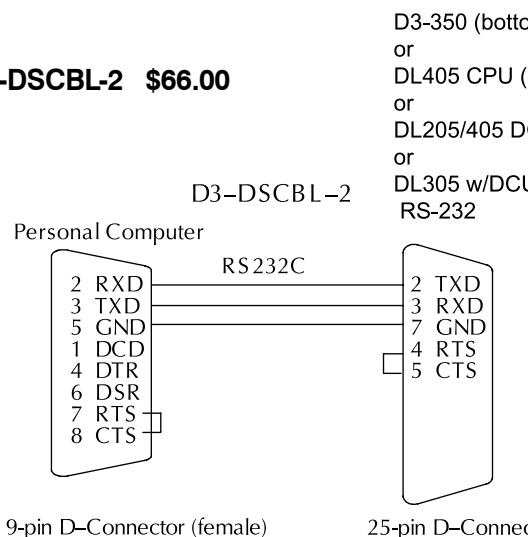 D3-350 (botto
or
DL405 CPU (
or
DL205/405 D
or
DL305 w/DCU
RS-232
-DSCBL-2 $66.00
D3–DSCBL–2
Personal Computer
RS232C
2 RXD
3 TXD
5 GND
1 DCD
4 DTR
6 DSR
7 RTS
8 CTS
2 TXD
3 RXD
7 GND
4 RTS
5 CTS
9-pin D–Connector (female)
25-pin D–Connec